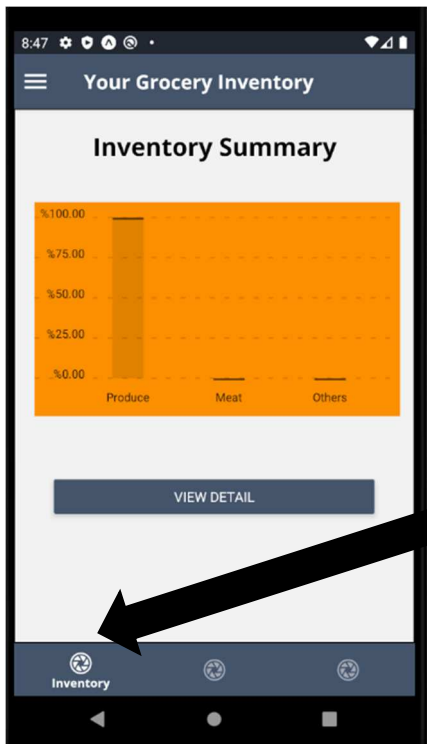 8:47
Your Grocery Inventory
Inventory Summary
%100.00
%75.00
%50.00
%25.00
%0.00
Produce Meat Others
VIEW DETAIL
Inventory